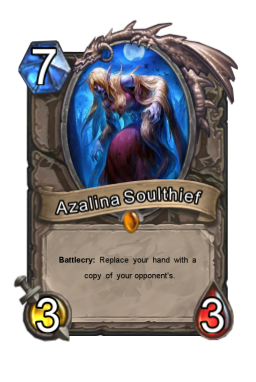 7
Azalina Soulthief
Battlecry: Replace your hand with a
copy of your opponent's.
3
3